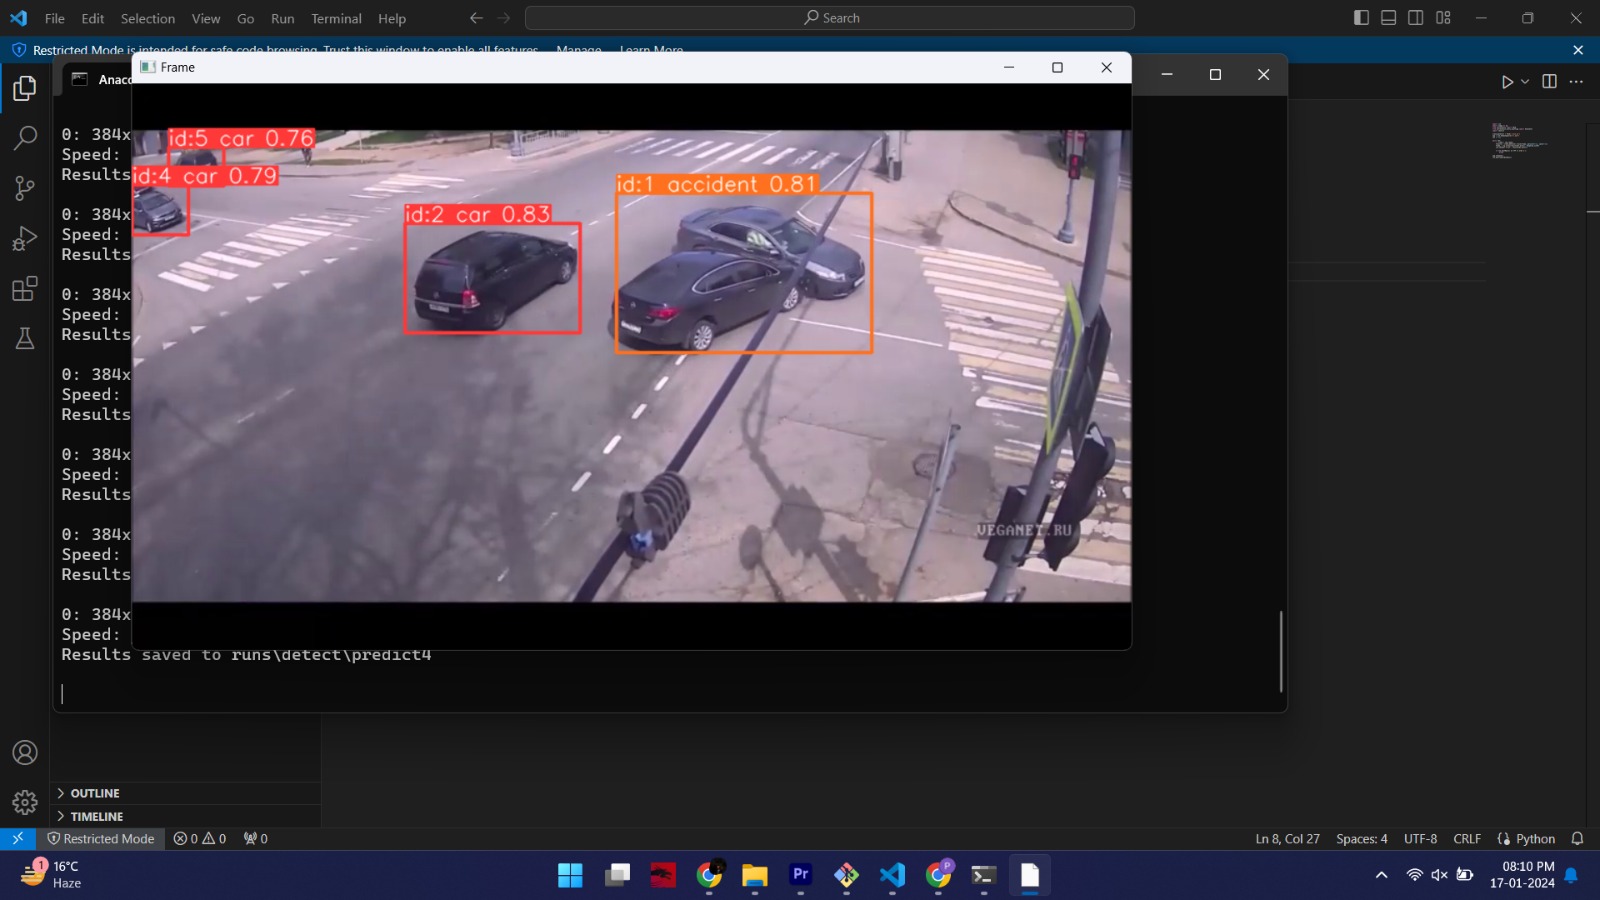 File Edit Selection View Go Run Terminal Help
Search
Restricted Mode is intended for safe code browsing. Trust this window to enable all features. Manage Learn More
Frame
0: 384x
Speed:
Results
0: 384x
Speed:
Results
0: 384x
Speed:
Results
0: 384x
Speed:
Results
0: 384x
Speed:
Results
0: 384x
Speed:
Results
0: 384x
Speed:
Results saved to runs\detect\predict4
id:5 car 0.76
id:4 car 0.79
id:2 car 0.83
id:1 accident 0.81
VEGANET.RU
OUTLINE
TIMELINE
Restricted Mode 0 0 0
Ln 8, Col 27 Spaces: 4 UTF-8 CRLF Python
1 16°C
Haze
Pr
P
08:10 PM
17-01-2024